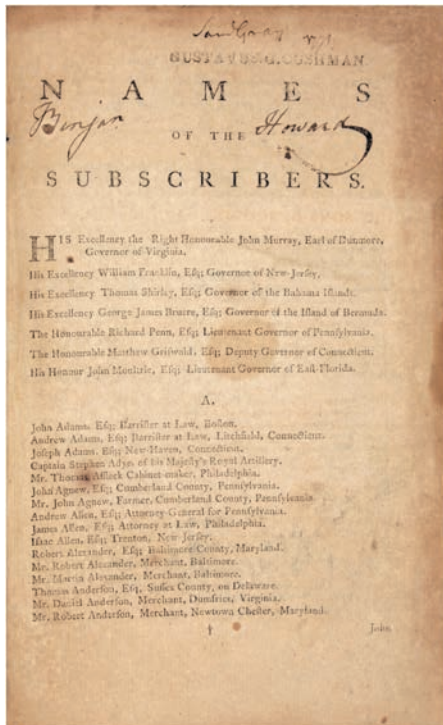 GUSTAVUS G. CUSHMAN.
NAMES
Benjan Howard
OF THE
SUBSCRIBERS.
HIS Excellency the Right Honourable John Murray, Earl of Dunmore,
Governor of Virginia.
His Excellency William Franklin, Esq; Governor of New-Jersey,
His Excellency Thomas Shirley, Esq; Governor of the Bahama Islands.
His Excellency George James Bruere, Esq; Governor of the Island of Bermuda.
The Honourable Richard Penn, Esq; Lieutenant Governor of Pennsylvania.
The Honourable Matthew Griswold, Esq; Deputy Governor of Connecticut.
His Honour John Moultrie, Esq; Lieutenant Governor of East-Florida.
A.
John Adams, Esq; Barrister at Law, Boston.
Andrew Adams, Esq; Barrister at Law, Litchfield, Connecticut.
Joseph Adams, Esq; New-Haven, Connecticut.
Captain Stephen Adye, of his Majesty's Royal Artillery.
Mr. Thomas Affleck Cabinet-maker, Philadelphia.
John Agnew, Esq; Cumberland County, Pennsylvania.
Mr. John Agnew, Farmer, Cumberland County, Pennsylvania
Andrew Allen, Esq; Attorney-General for Pennsylvania.
James Allen, Esq; Attorney at Law, Philadelphia.
Isaac Allen, Esq; Trenton, New Jersey.
Robert Alexander, Esq; Baltimore County, Maryland.
Mr. Robert Alexander, Merchant, Baltimore.
Mr. Martin Alexander, Merchant, Baltimore.
Thomas Anderson, Esq, Sussex County, on Delaware.
Mr. Daniel Anderson, Merchant, Dumfries, Virginia.
Mr. Robert Anderson, Merchant, Newtown Chester, Maryland.
† John